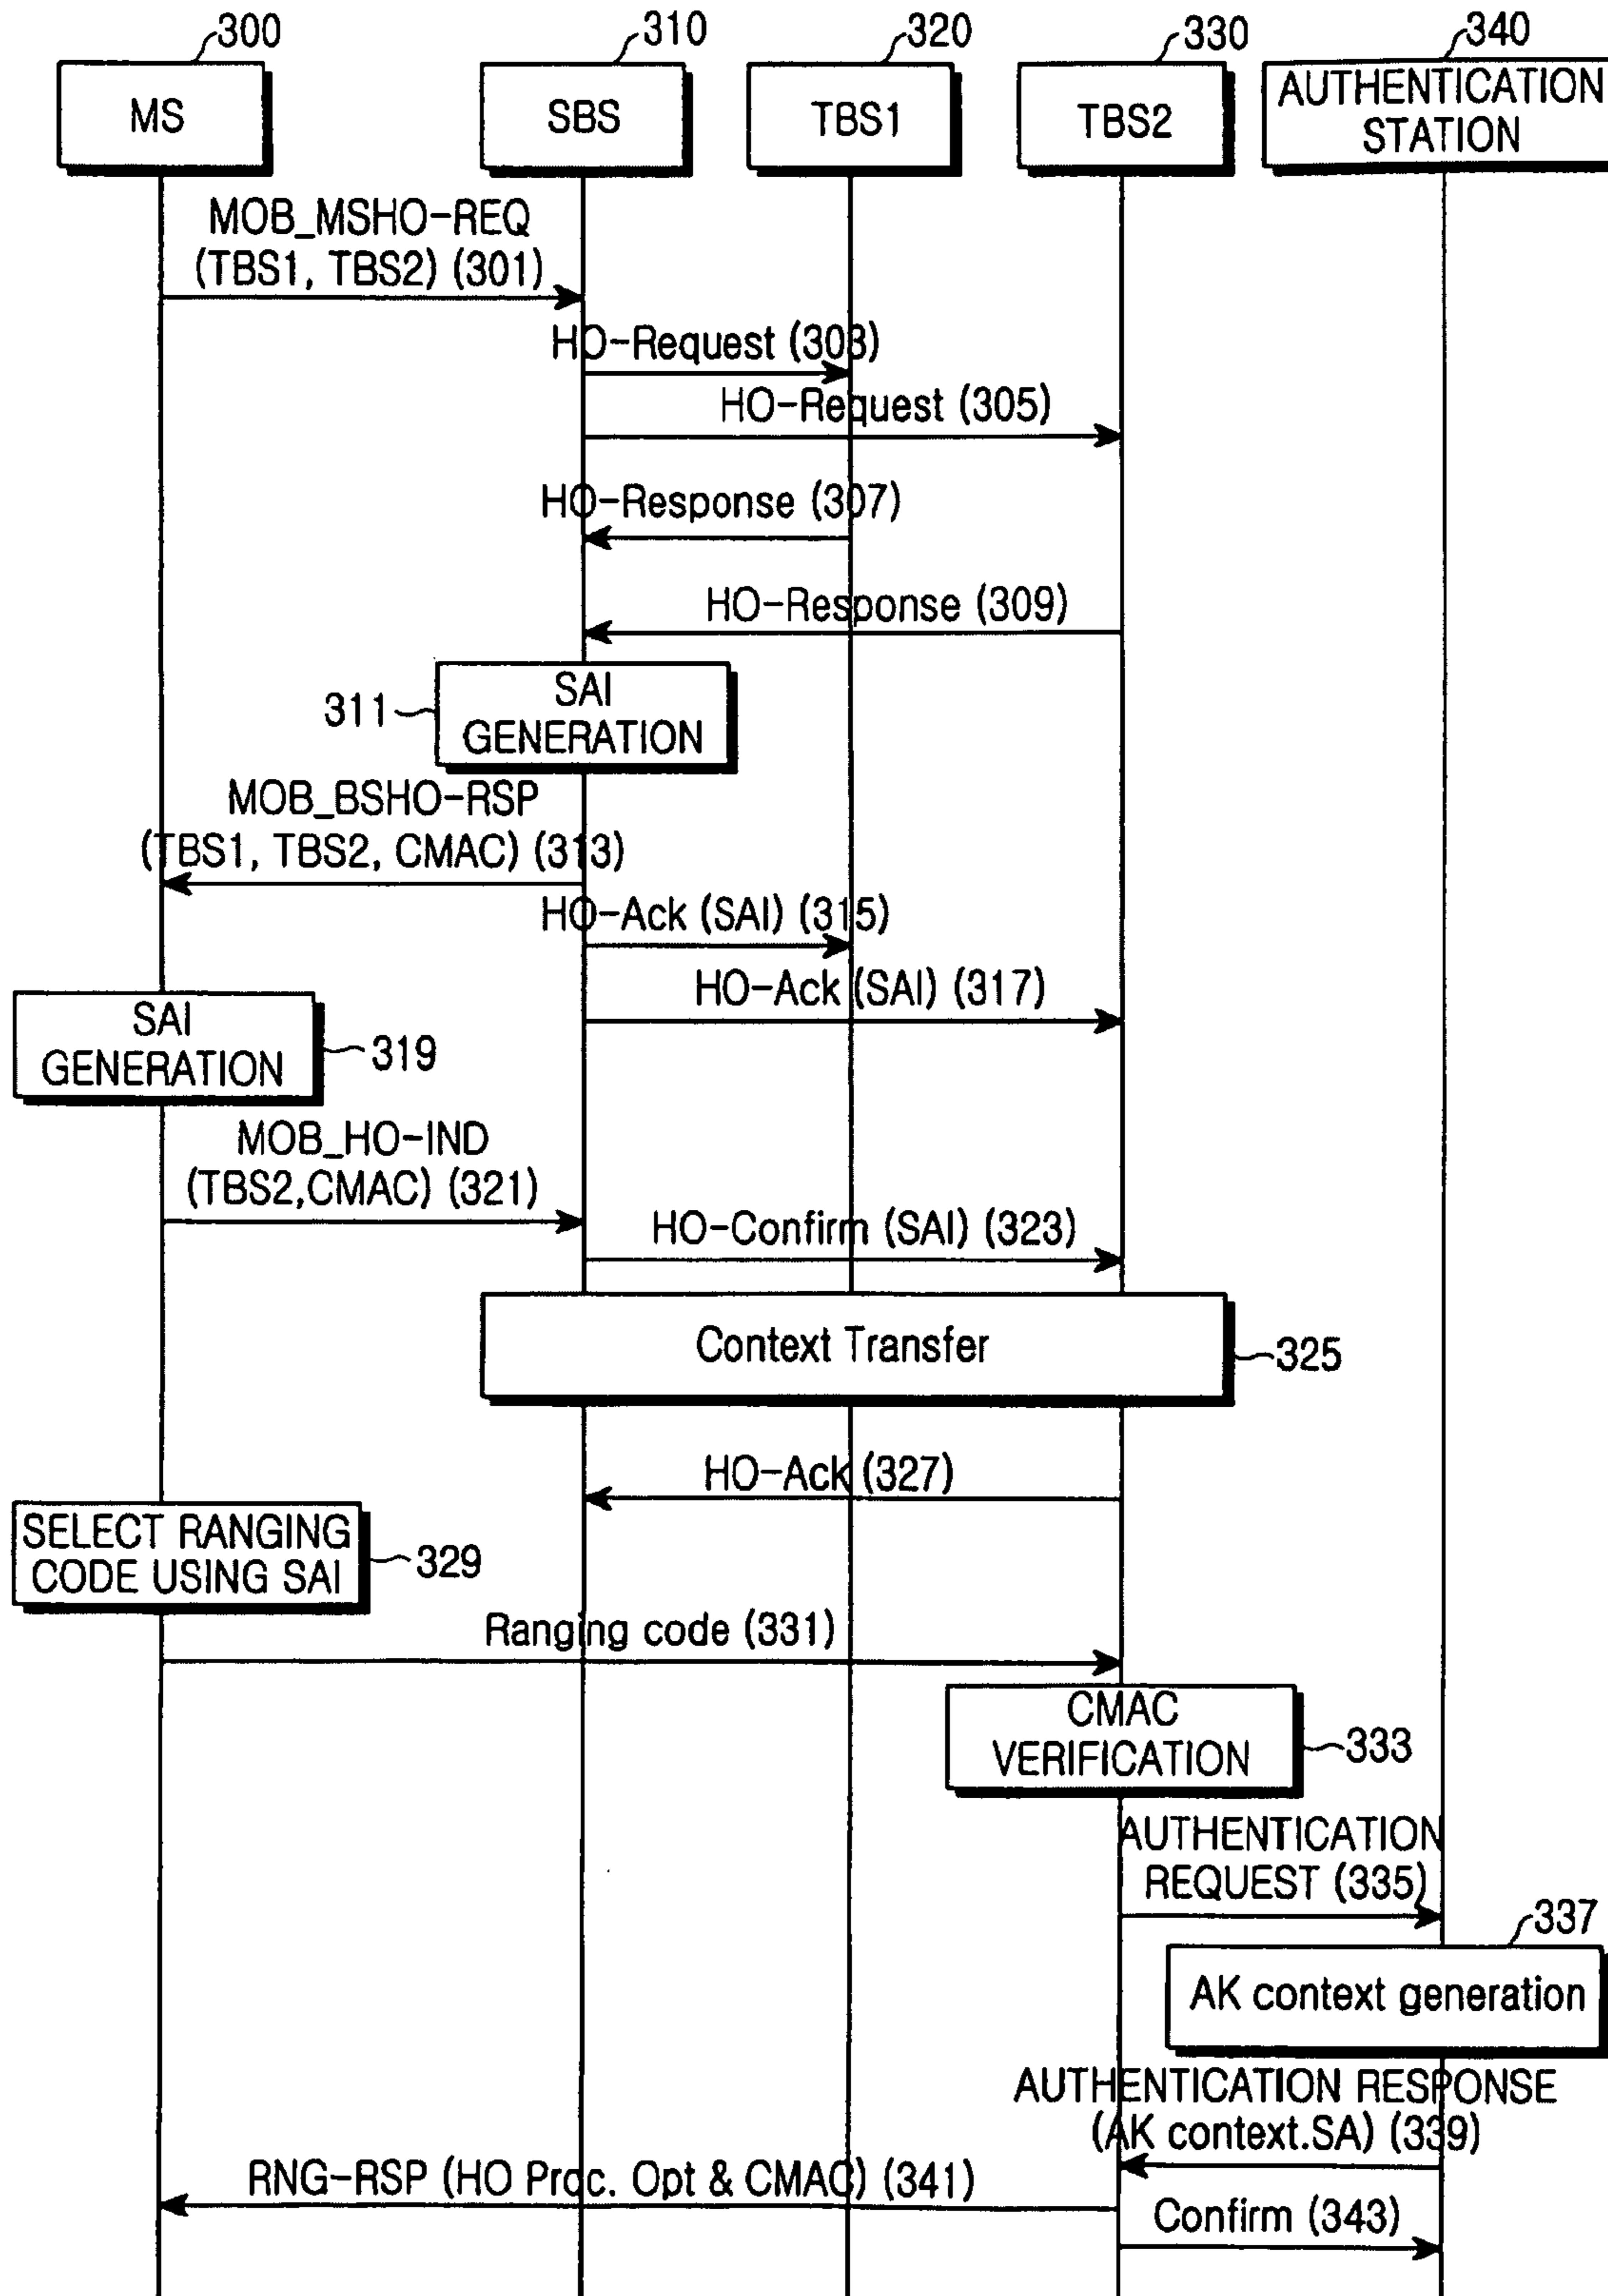 300
310
320
330
340
MS
SBS
TBS1
TBS2
AUTHENTICATION
STATION
MOB_MSHO-REQ
(TBS1, TBS2) (301)
HO-Request (303)
HO-Request (305)
HO-Response (307)
HO-Response (309)
311
SAI
GENERATION
MOB_BSHO-RSP
(TBS1, TBS2, CMAC) (313)
HO-Ack (SAI) (315)
HO-Ack (SAI) (317)
SAI
GENERATION
319
MOB_HO-IND
(TBS2,CMAC) (321)
HO-Confirm (SAI) (323)
Context Transfer
325
HO-Ack (327)
SELECT RANGING
CODE USING SAI
329
Ranging code (331)
CMAC
VERIFICATION
333
AUTHENTICATION
REQUEST (335)
337
AK context generation
AUTHENTICATION RESPONSE
(AK context.SA) (339)
RNG-RSP (HO Proc. Opt & CMAC) (341)
Confirm (343)